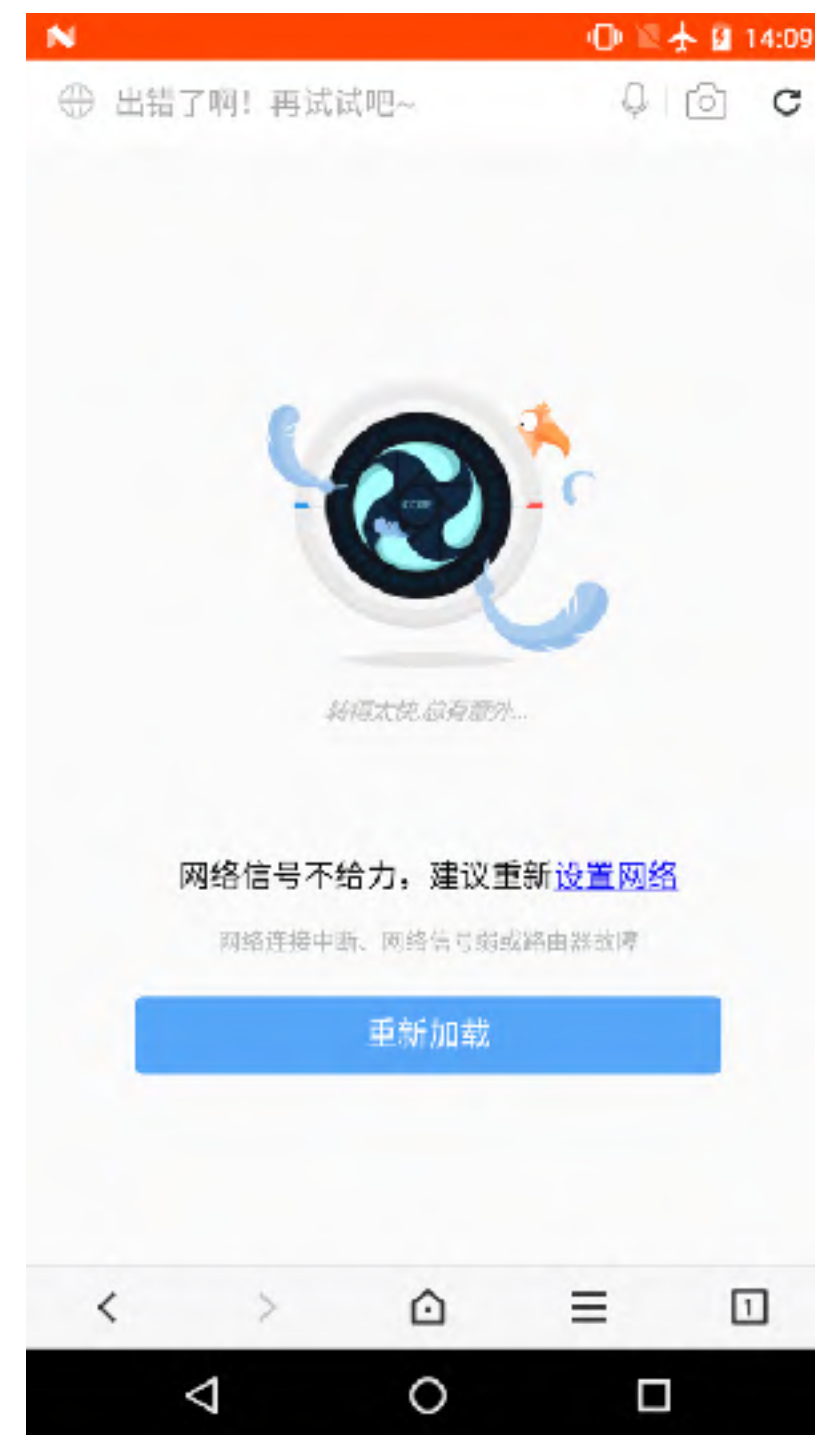 14:09
出错了啊！再试试吧~
转得太快,总有意外...
网络信号不给力，建议重新设置网络
网络连接中断、网络信号弱或路由器故障
重新加载
1